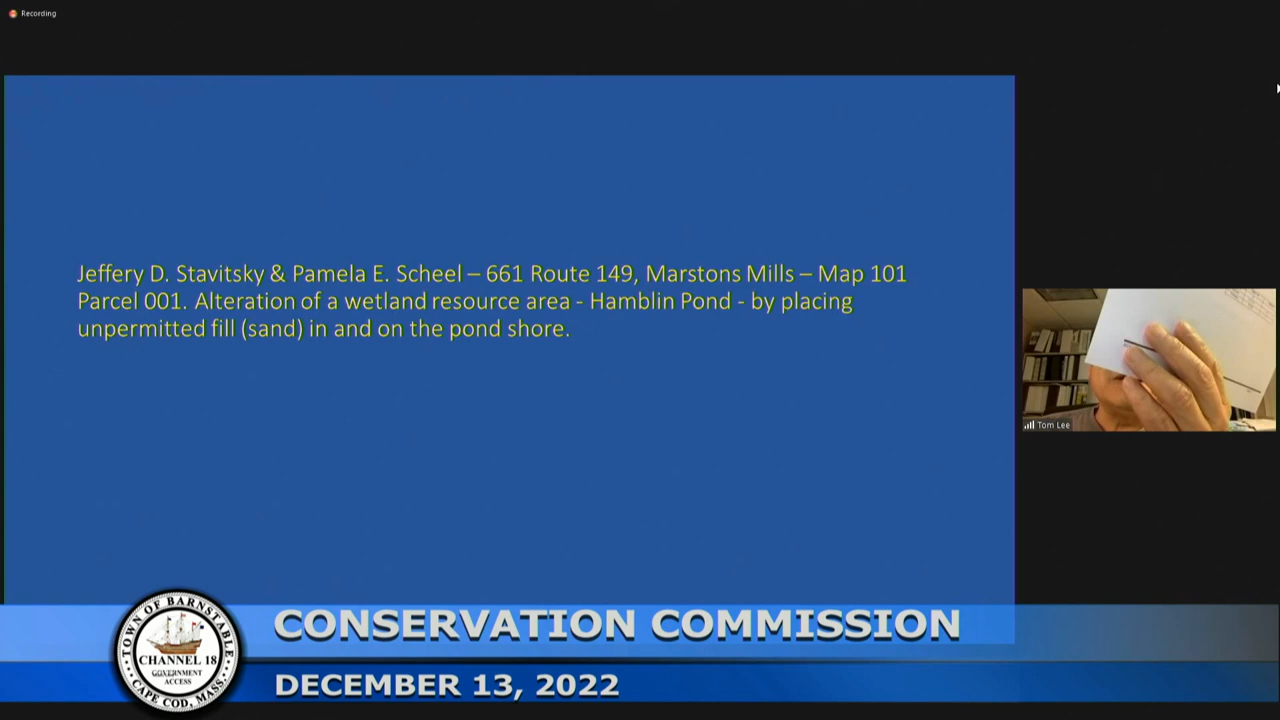 Recording
Jeffery D. Stavitsky & Pamela E. Scheel – 661 Route 149, Marstons Mills – Map 101
Parcel 001. Alteration of a wetland resource area - Hamblin Pond - by placing
unpermitted fill (sand) in and on the pond shore.
Tom Lee
TOWN OF BARNSTABLE
CHANNEL 18
GOVERNMENT
ACCESS
CAPE COD, MASS.
CONSERVATION COMMISSION
DECEMBER 13, 2022